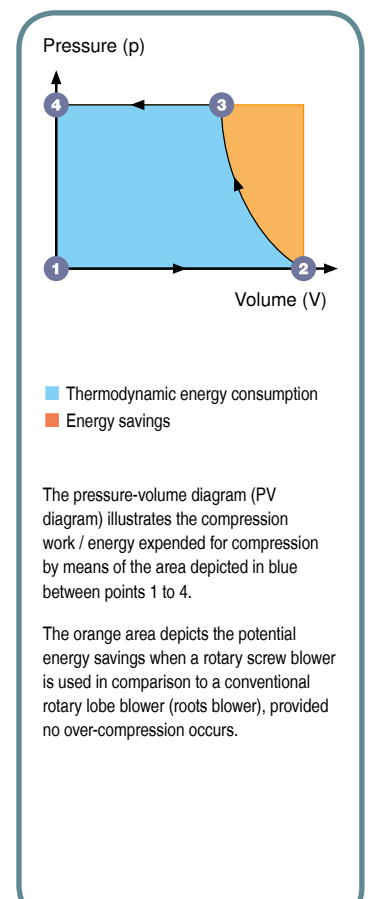 Pressure (p)
4
3
1
2
Volume (V)
Thermodynamic energy consumption
Energy savings
The pressure-volume diagram (PV
diagram) illustrates the compression
work / energy expended for compression
by means of the area depicted in blue
between points 1 to 4.
The orange area depicts the potential
energy savings when a rotary screw blower
is used in comparison to a conventional
rotary lobe blower (roots blower), provided
no over-compression occurs.